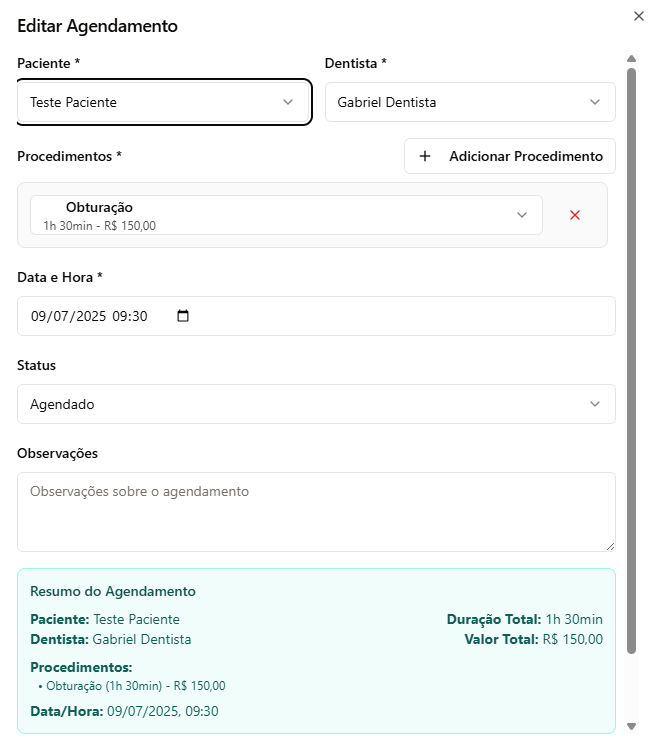 Editar Agendamento
Paciente * Dentista *
Teste Paciente Gabriel Dentista
Procedimentos * + Adicionar Procedimento
Obturação
1h 30min - R$ 150,00
Data e Hora *
09/07/2025 09:30
Status
Agendado
Observações
Observações sobre o agendamento
Resumo do Agendamento
Paciente: Teste Paciente Duração Total: 1h 30min
Dentista: Gabriel Dentista Valor Total: R$ 150,00
Procedimentos:
• Obturação (1h 30min) - R$ 150,00
Data/Hora: 09/07/2025, 09:30